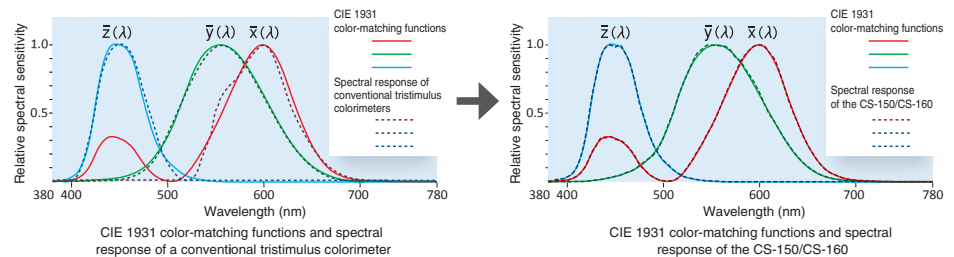 CIE 1931
color-matching functions
z̄ (λ)
ȳ (λ)
x̄ (λ)
1.0
0.5
Relative spectral sensitivity
Spectral response of
conventional tristimulus
colorimeters
380 400 500 600 700 780
Wavelength (nm)
CIE 1931 color-matching functions and spectral
response of a conventional tristimulus colorimeter
CIE 1931
color-matching functions
z̄ (λ)
ȳ (λ)
x̄ (λ)
1.0
0.5
Relative spectral sensitivity
Spectral response
of the CS-150/CS-160
380 400 500 600 700 780
Wavelength (nm)
CIE 1931 color-matching functions and spectral
response of the CS-150/CS-160